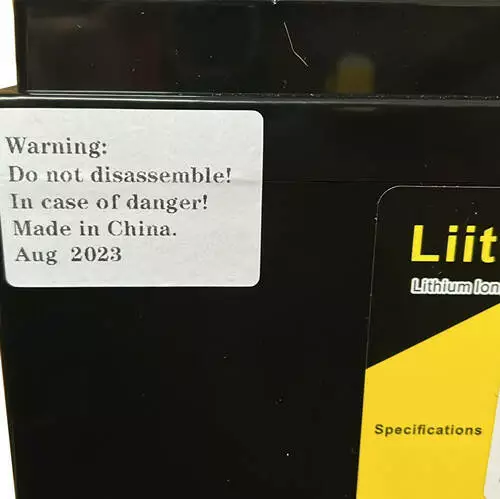 Warning:
Do not disassemble!
In case of danger!
Made in China.
Aug 2023
Liit
Lithium Ion
Specifications